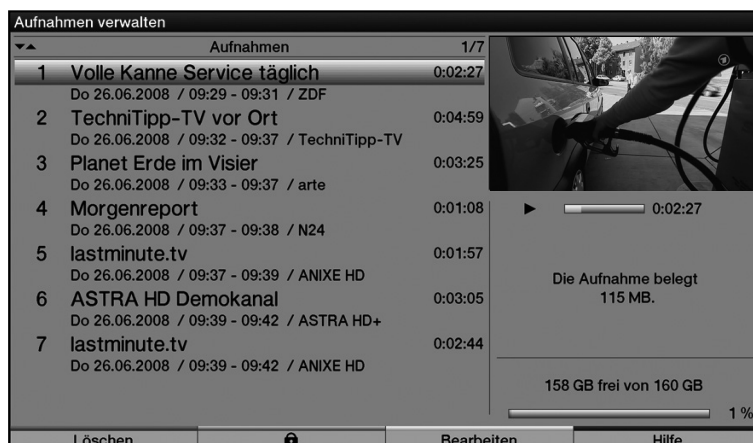 Aufnahmen verwalten
Aufnahmen 1/7
1 Volle Kanne Service täglich 0:02:27
Do 26.06.2008 / 09:29 - 09:31 / ZDF
2 TechniTipp-TV vor Ort 0:04:59
Do 26.06.2008 / 09:32 - 09:37 / TechniTipp-TV
3 Planet Erde im Visier 0:03:25
Do 26.06.2008 / 09:33 - 09:37 / arte
4 Morgenreport 0:01:08
Do 26.06.2008 / 09:37 - 09:38 / N24
5 lastminute.tv 0:01:57
Do 26.06.2008 / 09:37 - 09:39 / ANIXE HD
6 ASTRA HD Demokanal 0:03:05
Do 26.06.2008 / 09:39 - 09:42 / ASTRA HD+
7 lastminute.tv 0:02:44
Do 26.06.2008 / 09:39 - 09:42 / ANIXE HD
0:02:27
Die Aufnahme belegt
115 MB.
158 GB frei von 160 GB
1 %
Löschen Bearbeiten Hilfe